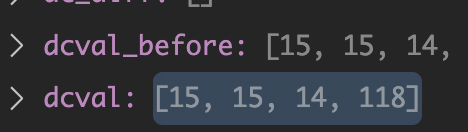 > dcval_before: [15, 15, 14,
> dcval: [15, 15, 14, 118]